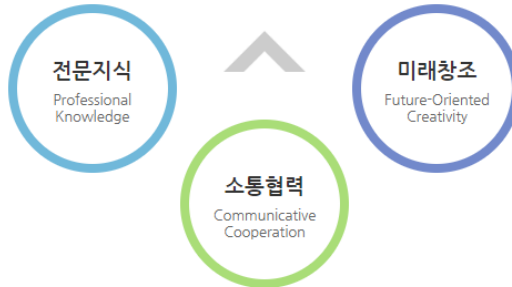 전문지식
Professional
Knowledge
미래창조
Future-Oriented
Creativity
소통협력
Communicative
Cooperation